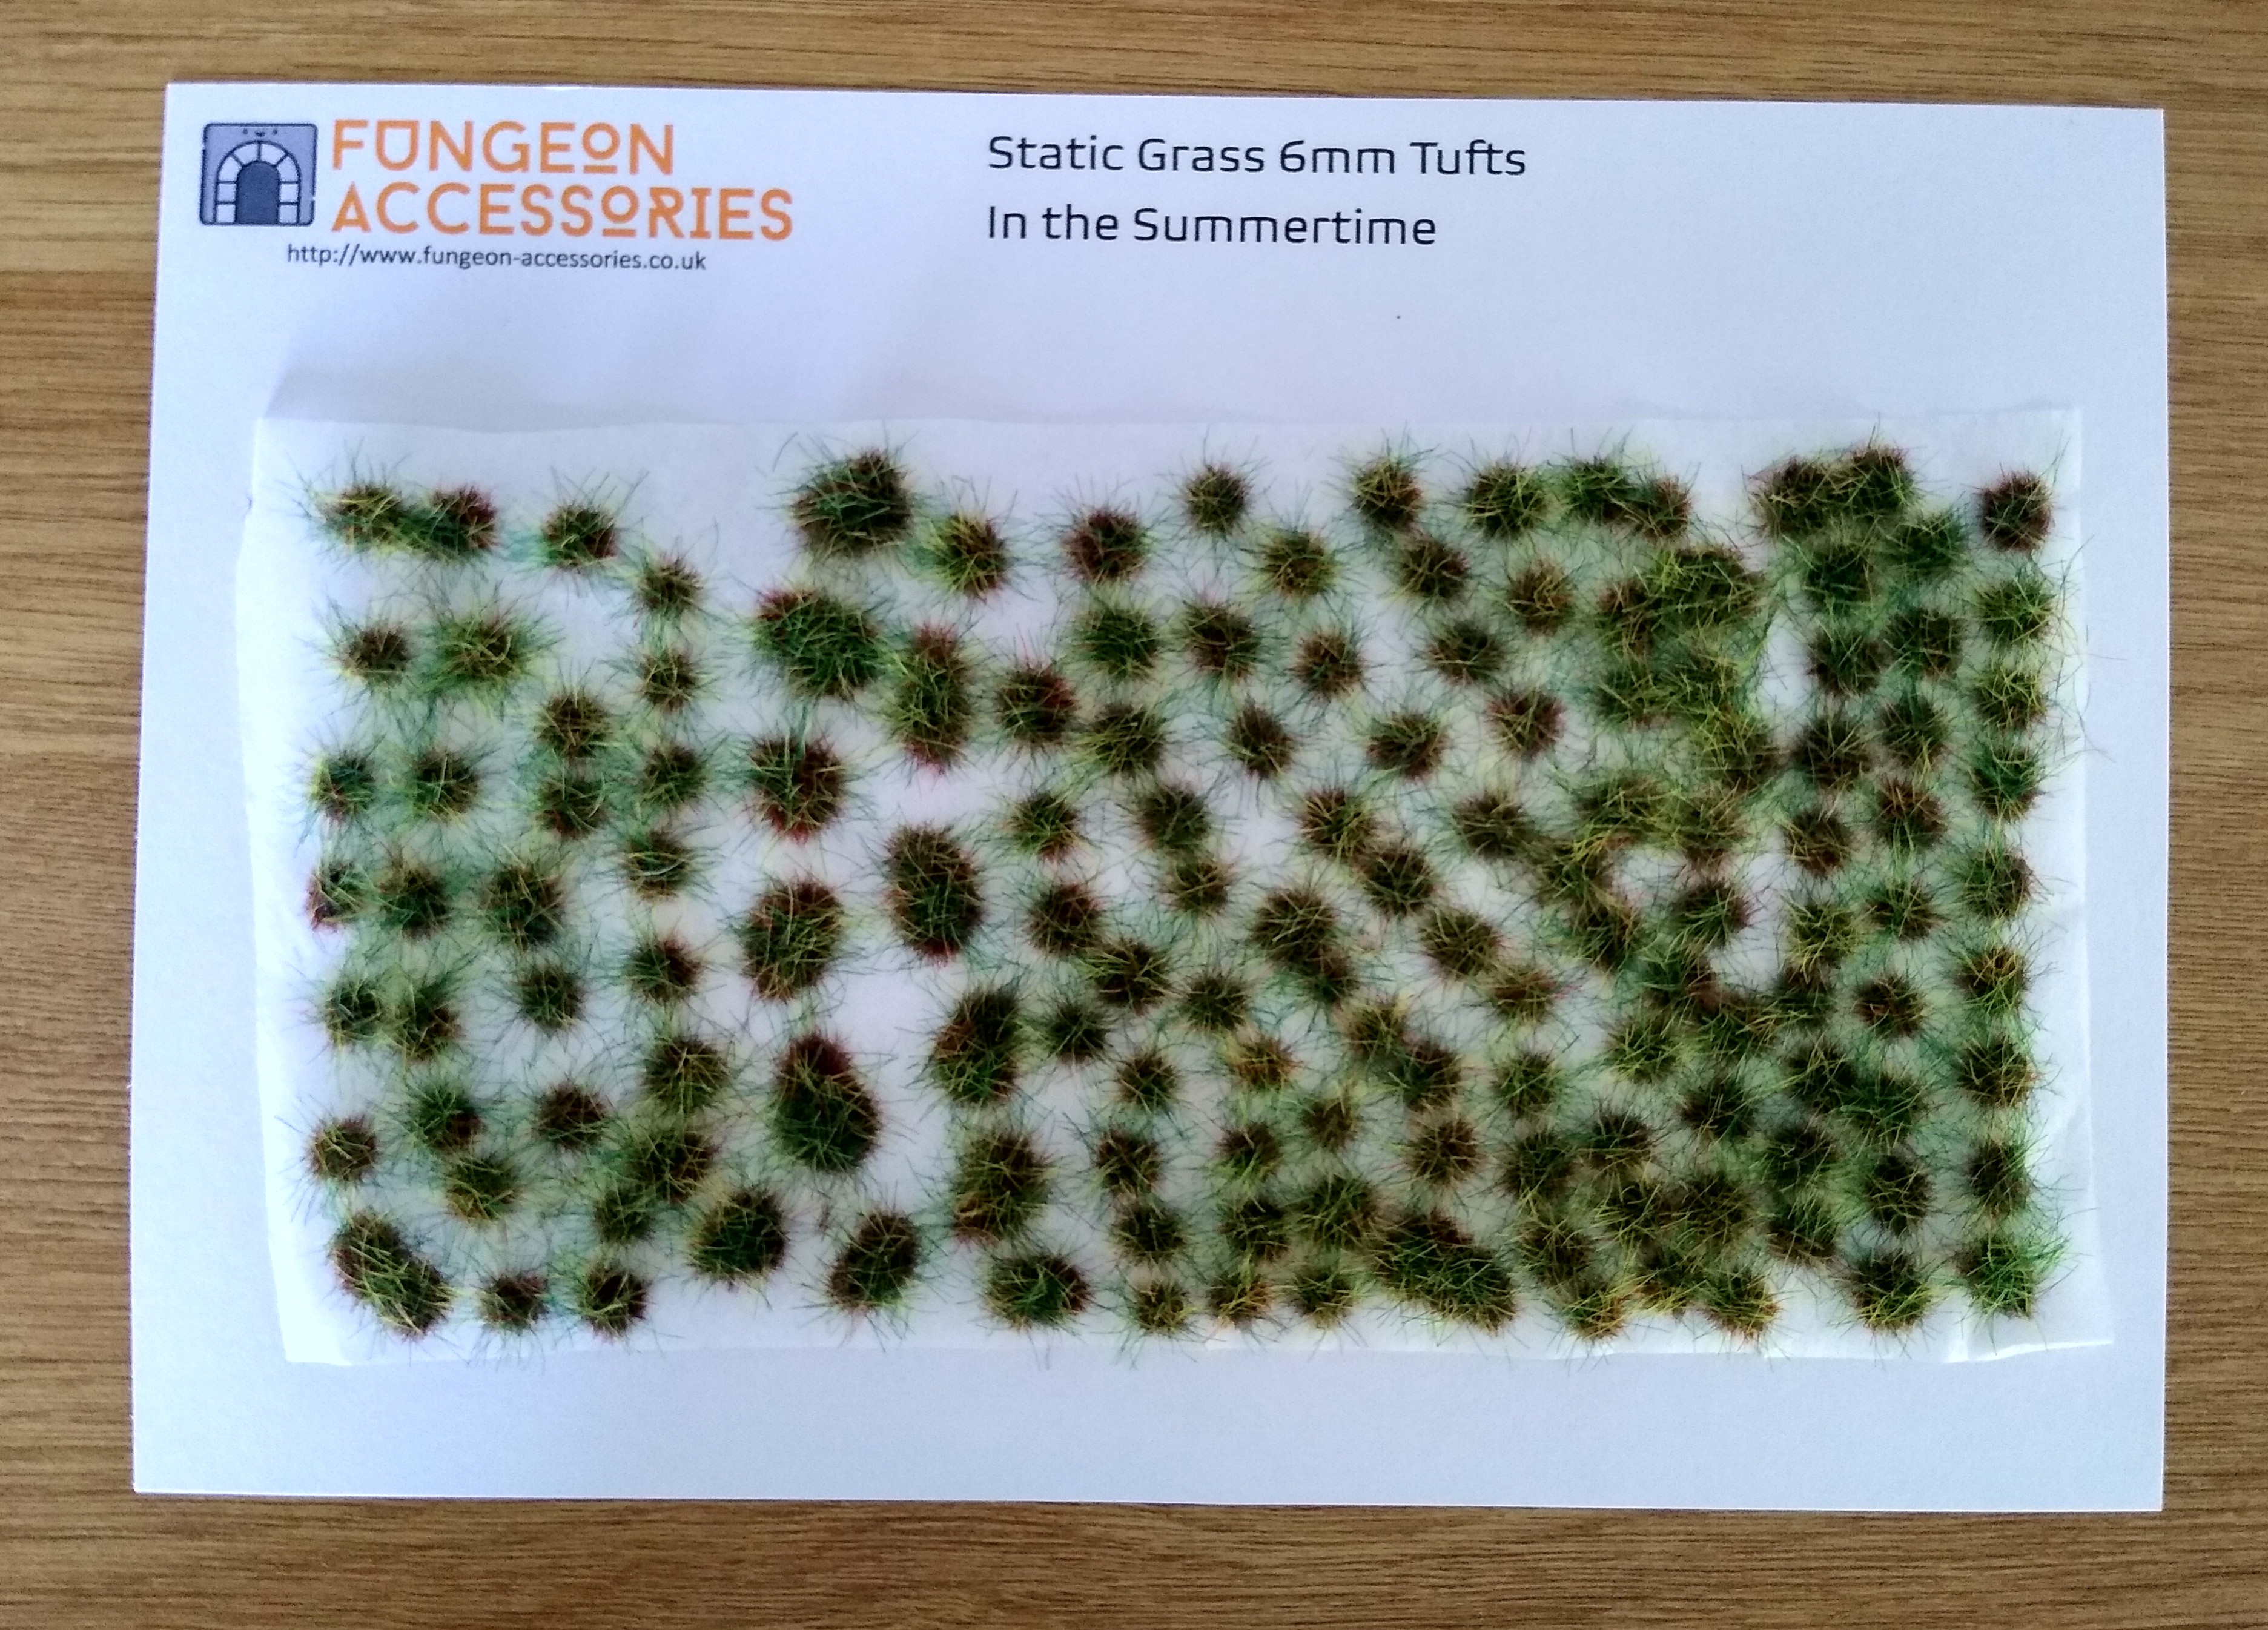 FUNGEON
ACCESSORIES
http://www.fungeon-accessories.co.uk
Static Grass 6mm Tufts
In the Summertime